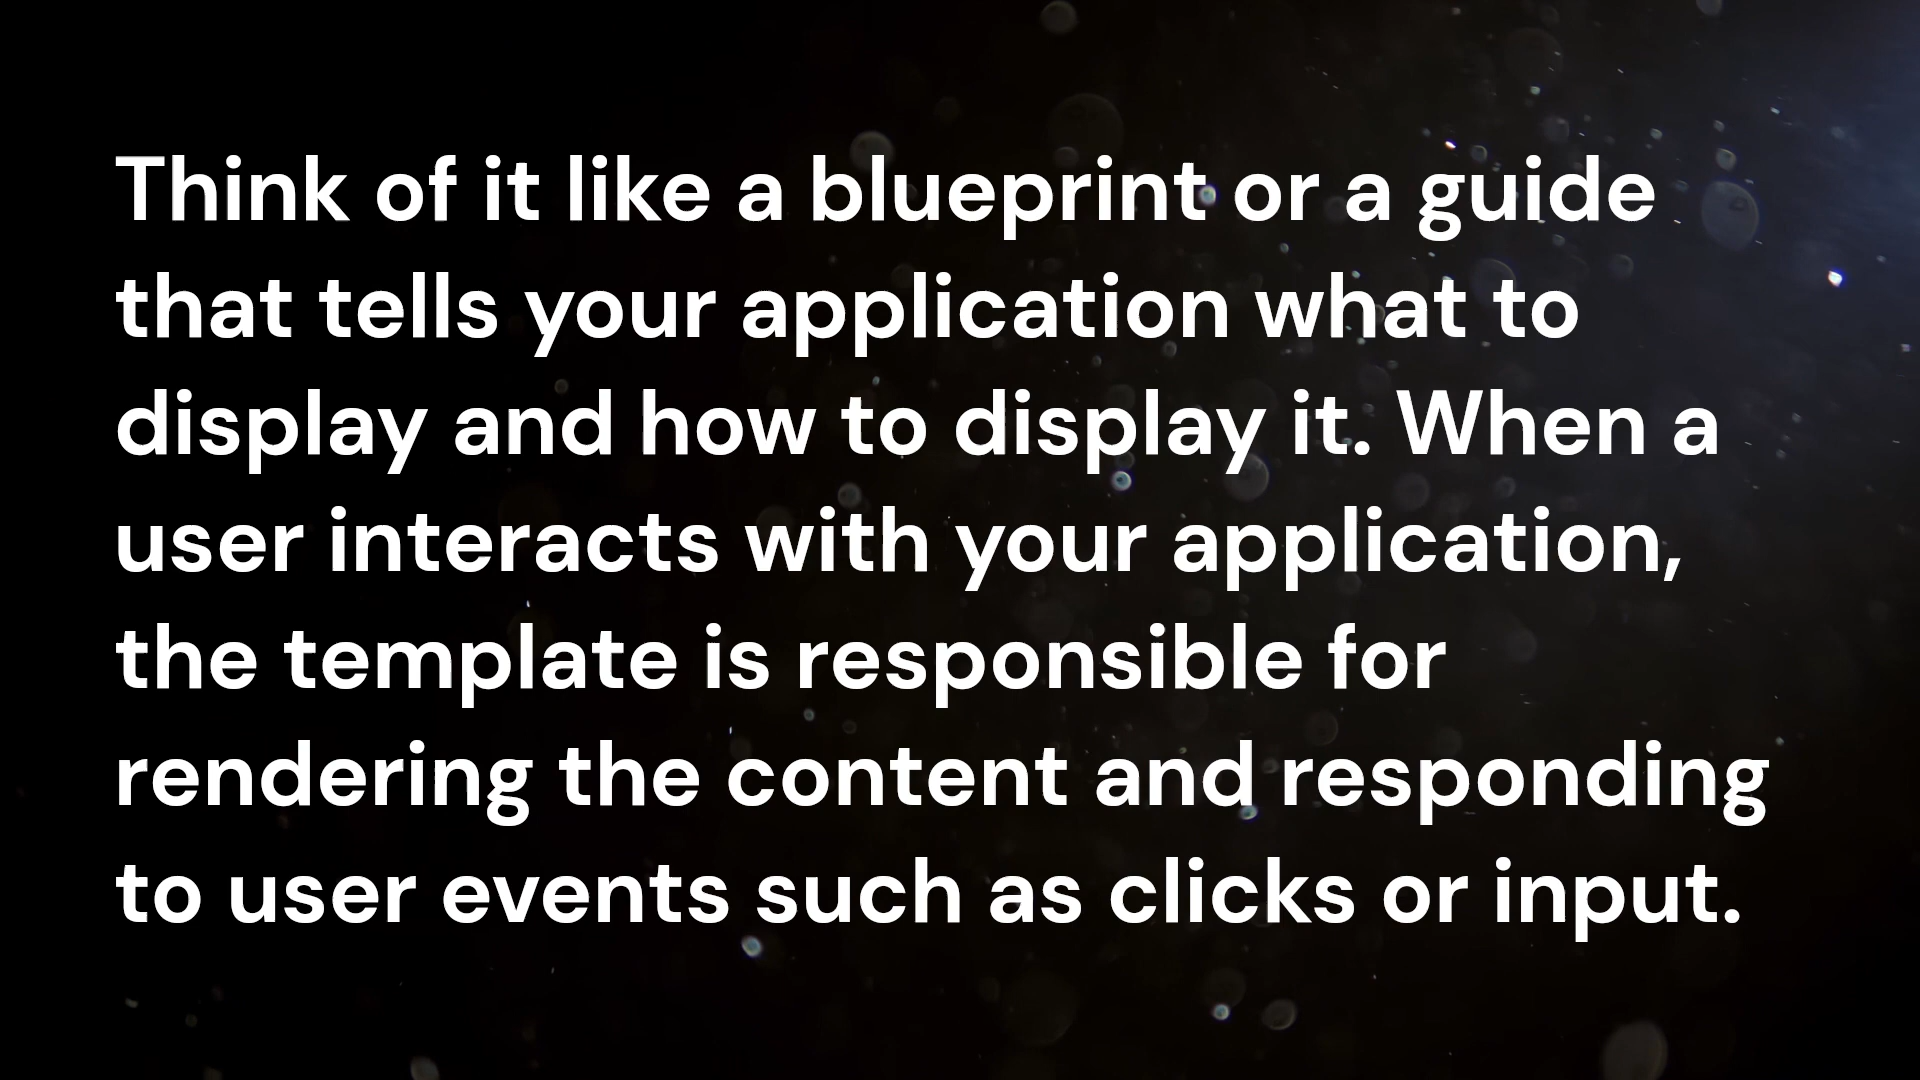 Think of it like a blueprint or a guide
that tells your application what to
display and how to display it. When a
user interacts with your application,
the template is responsible for
rendering the content and responding
to user events such as clicks or input.